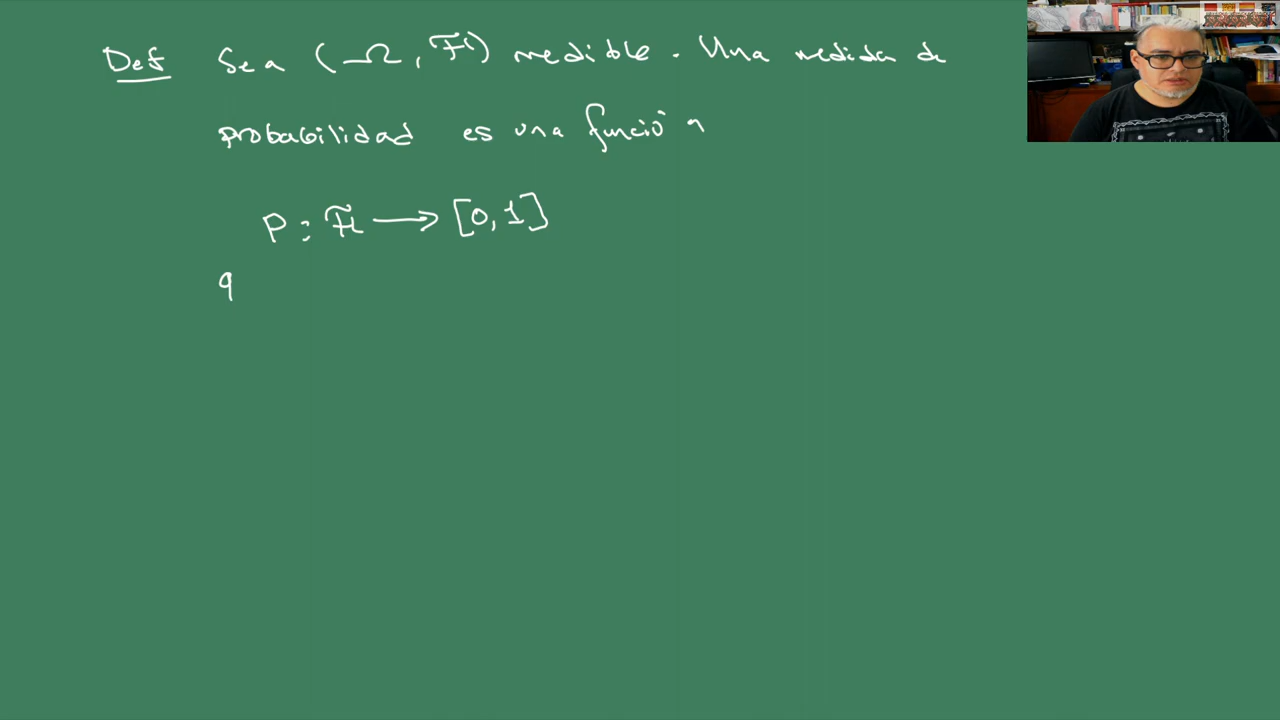 Def Sea (Ω, ℱ) medible. Una medida de
probabilidad es una función
P: ℱ → [0,1]
q